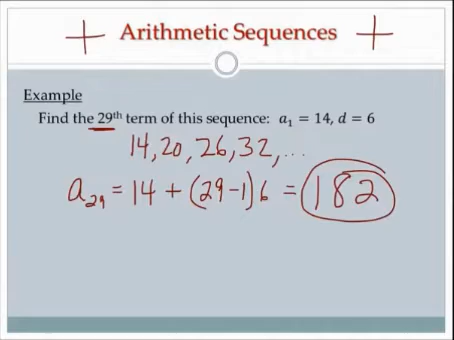 + Arithmetic Sequences +
Example
Find the 29th term of this sequence: a₁ = 14, d = 6
14, 20, 26, 32, ...
a₂₉ = 14 + (29 - 1) 6 = 182